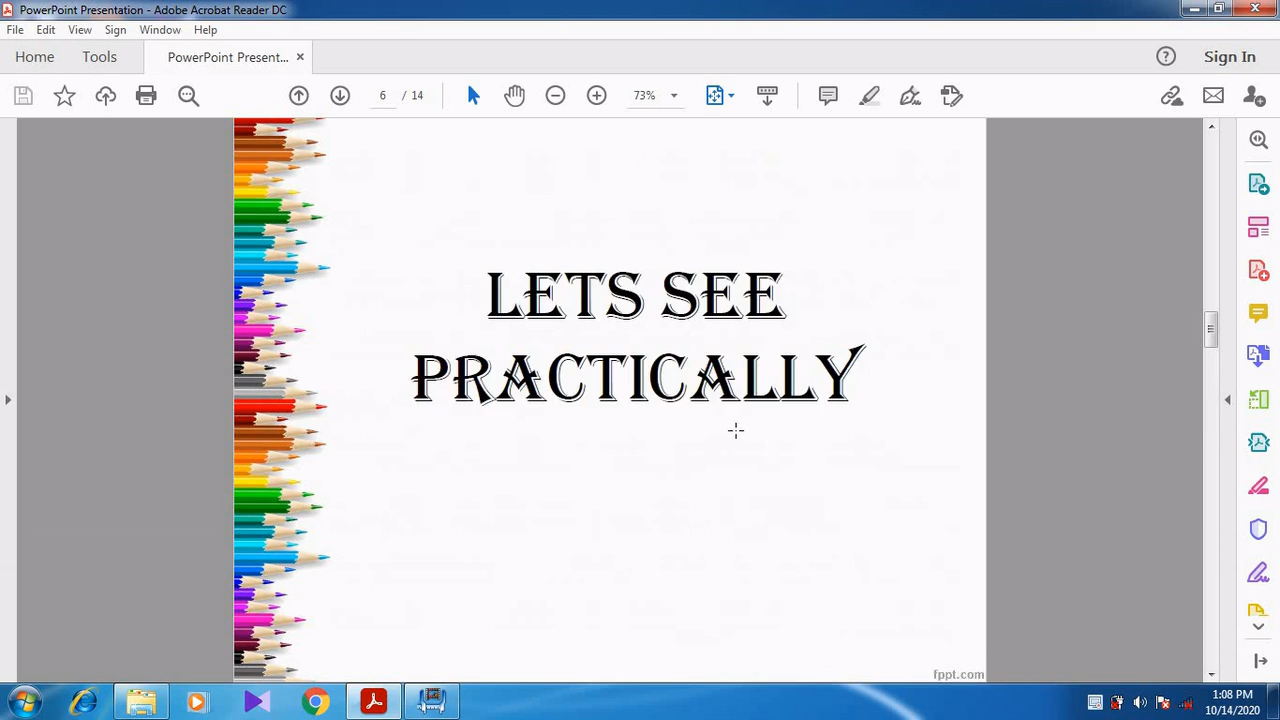 PowerPoint Presentation - Adobe Acrobat Reader DC
File Edit View Sign Window Help
Home Tools PowerPoint Present... × Sign In
6 / 14 73%
LETS SEE
PRACTICALLY
fppt.com
1:08 PM
10/14/2020